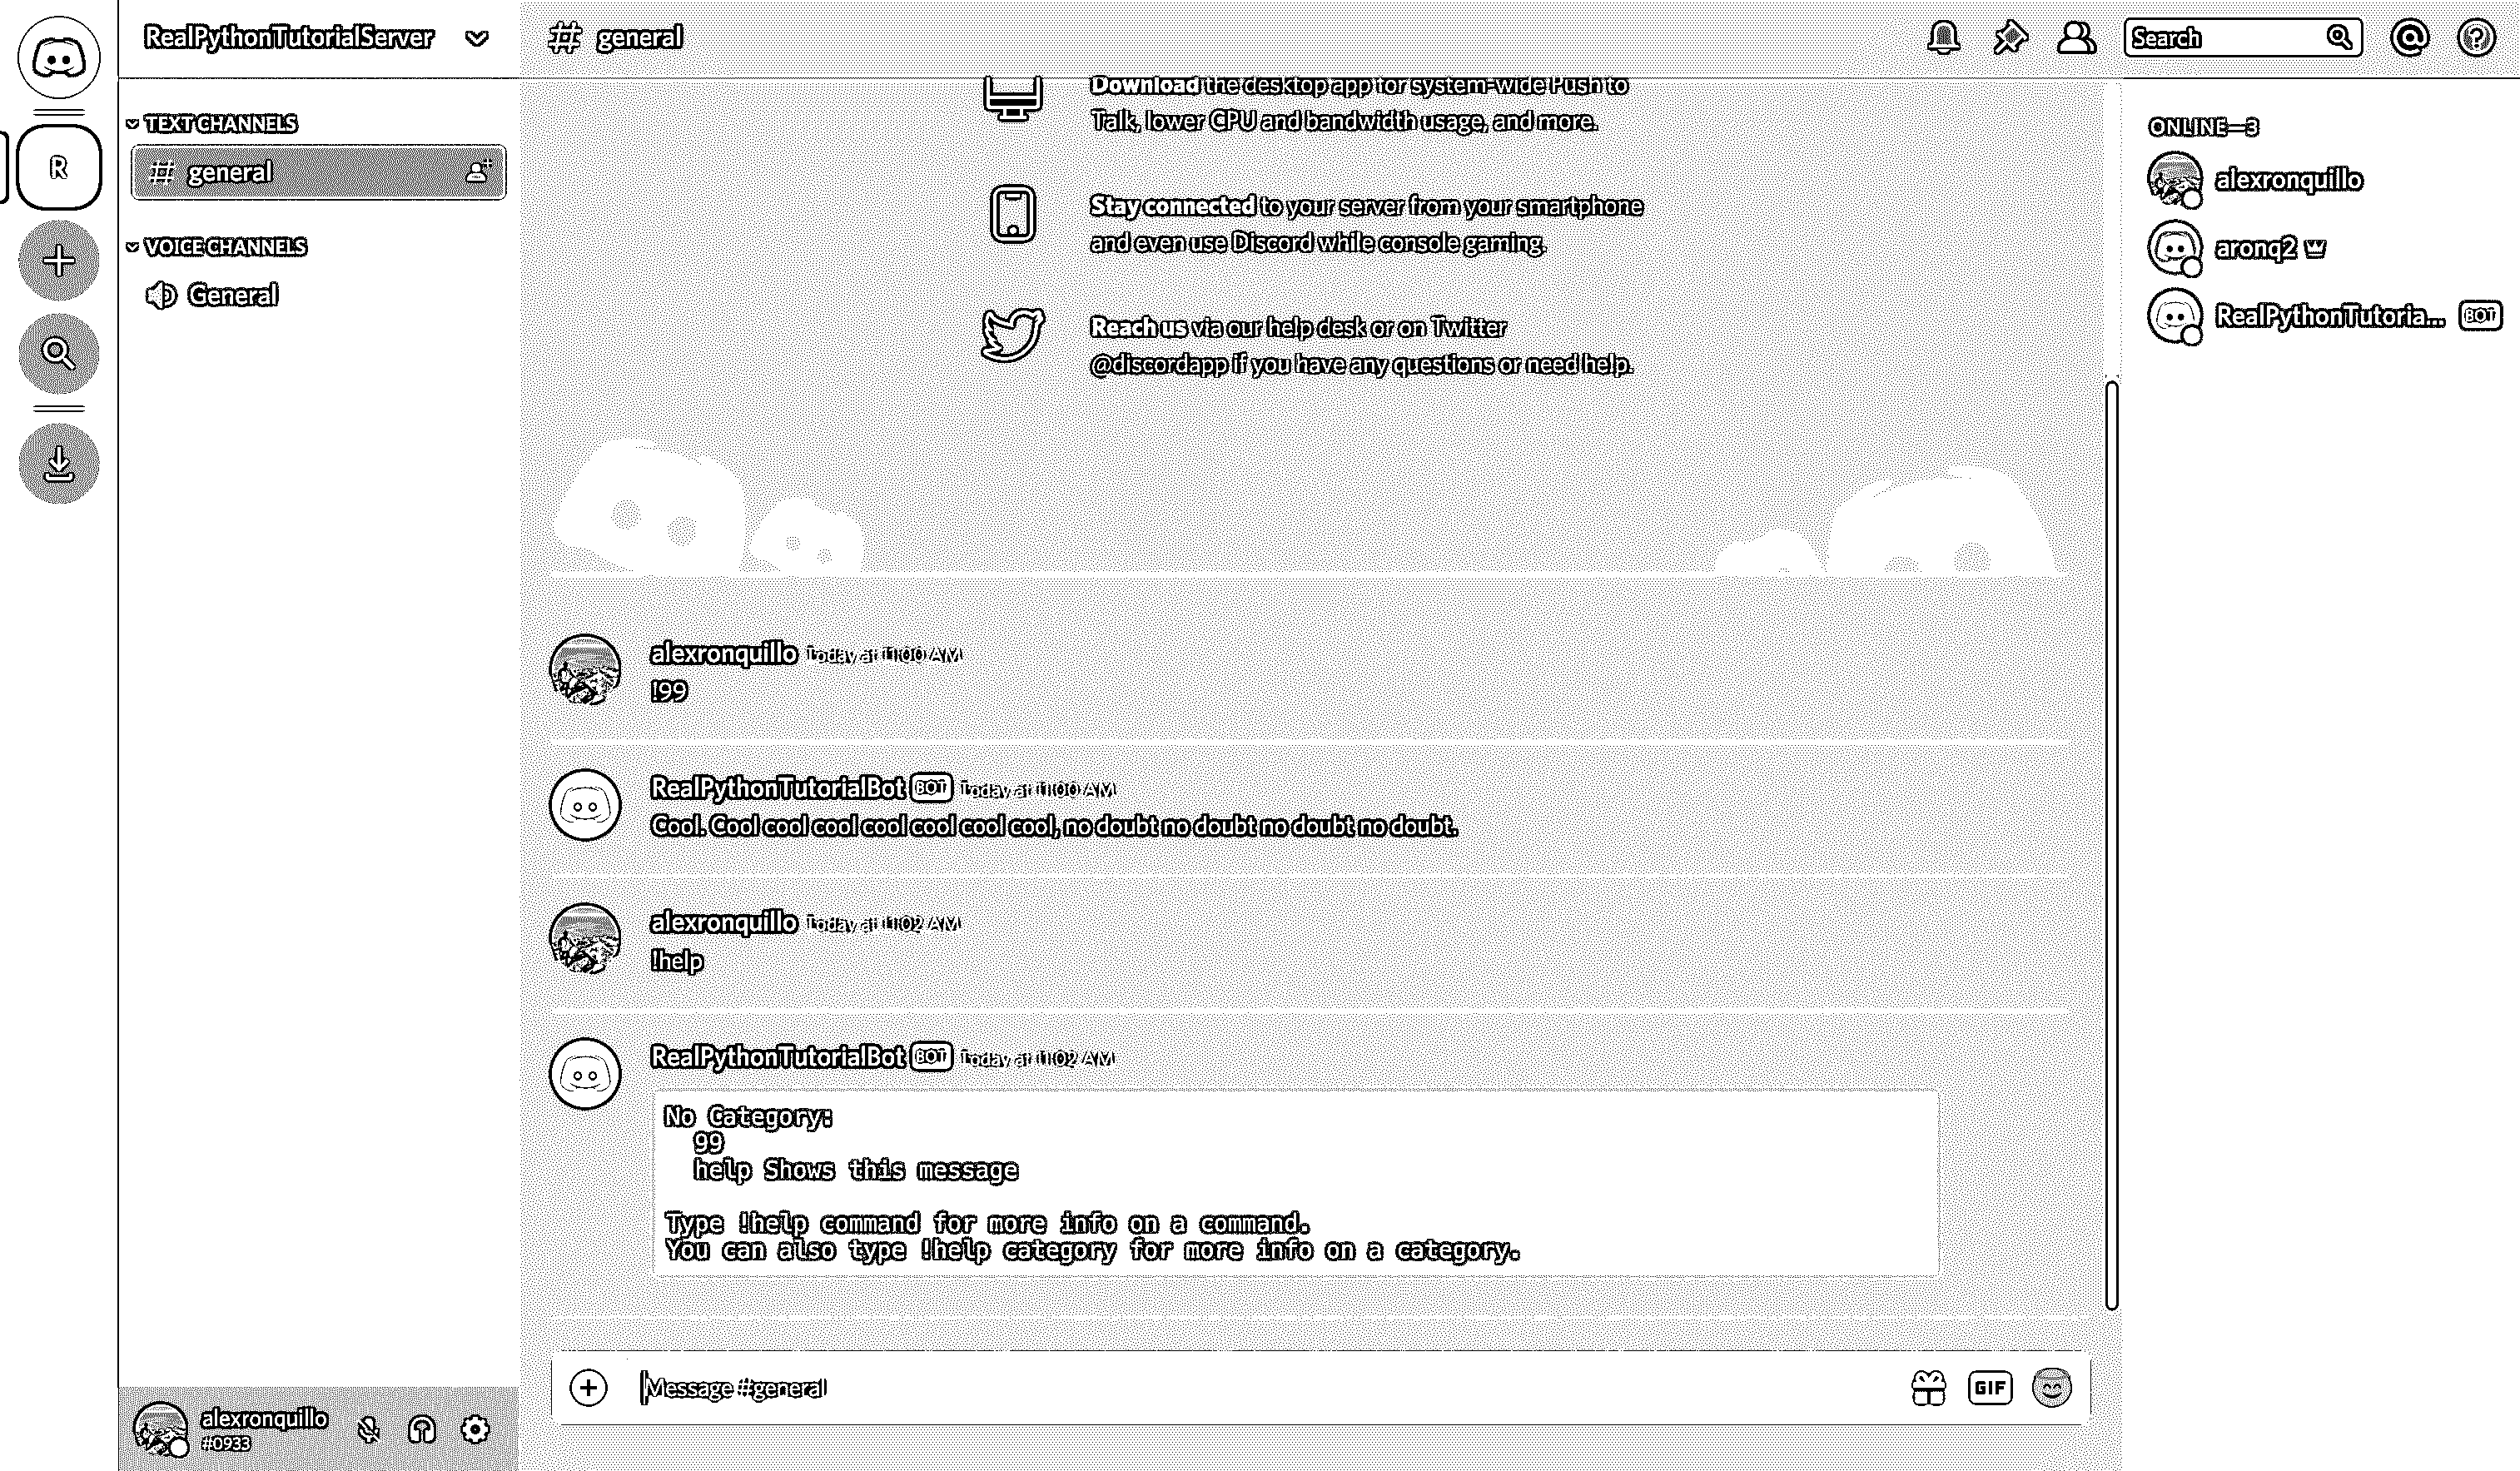 RealPythonTutorialServer
# general
Search
TEXT CHANNELS
# general
VOICE CHANNELS
General
R
Download the desktop app for system-wide Push to
Talk, lower CPU and bandwidth usage, and more.
Stay connected to your server from your smartphone
and even use Discord while console gaming.
Reach us via our help desk or on Twitter
@discordapp if you have any questions or need help.
alexronquillo Today at 11:00 AM
!99
RealPythonTutorialBot BOT Today at 11:00 AM
Cool. Cool cool cool cool cool cool cool, no doubt no doubt no doubt no doubt.
alexronquillo Today at 11:02 AM
!help
RealPythonTutorialBot BOT Today at 11:02 AM
No Category:
99
help Shows this message
Type !help command for more info on a command.
You can also type !help category for more info on a category.
Message #general
GIF
ONLINE—3
alexronquillo
aronq2
RealPythonTutoria... BOT
alexronquillo
#0933